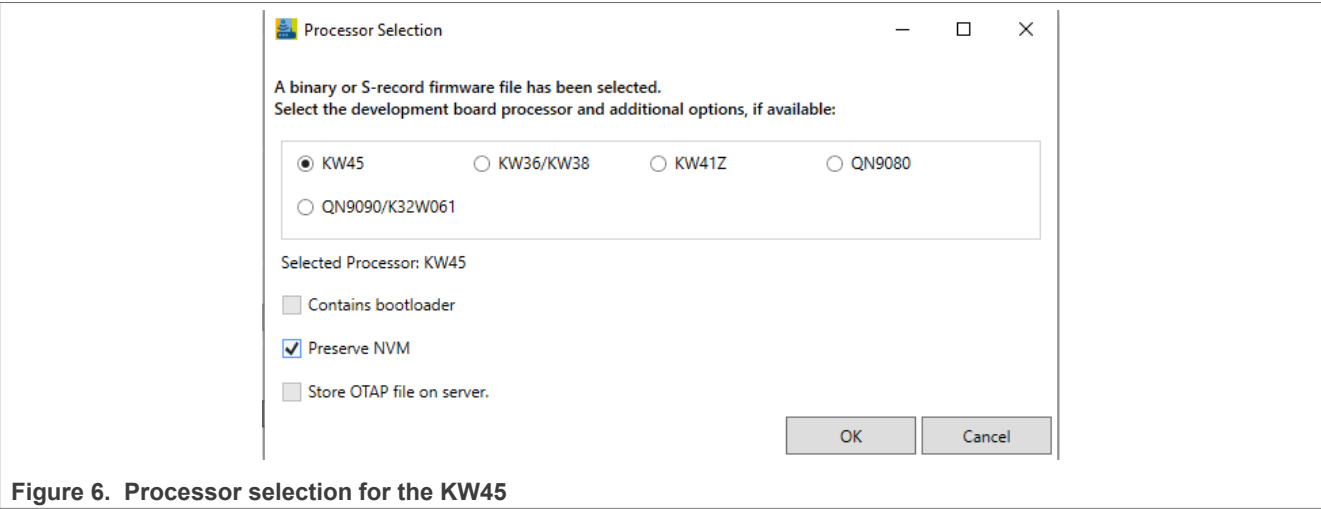 Processor Selection
A binary or S-record firmware file has been selected.
Select the development board processor and additional options, if available:
KW45 KW36/KW38 KW41Z QN9080
QN9090/K32W061
Selected Processor: KW45
Contains bootloader
Preserve NVM
Store OTAP file on server.
OK Cancel
Figure 6. Processor selection for the KW45